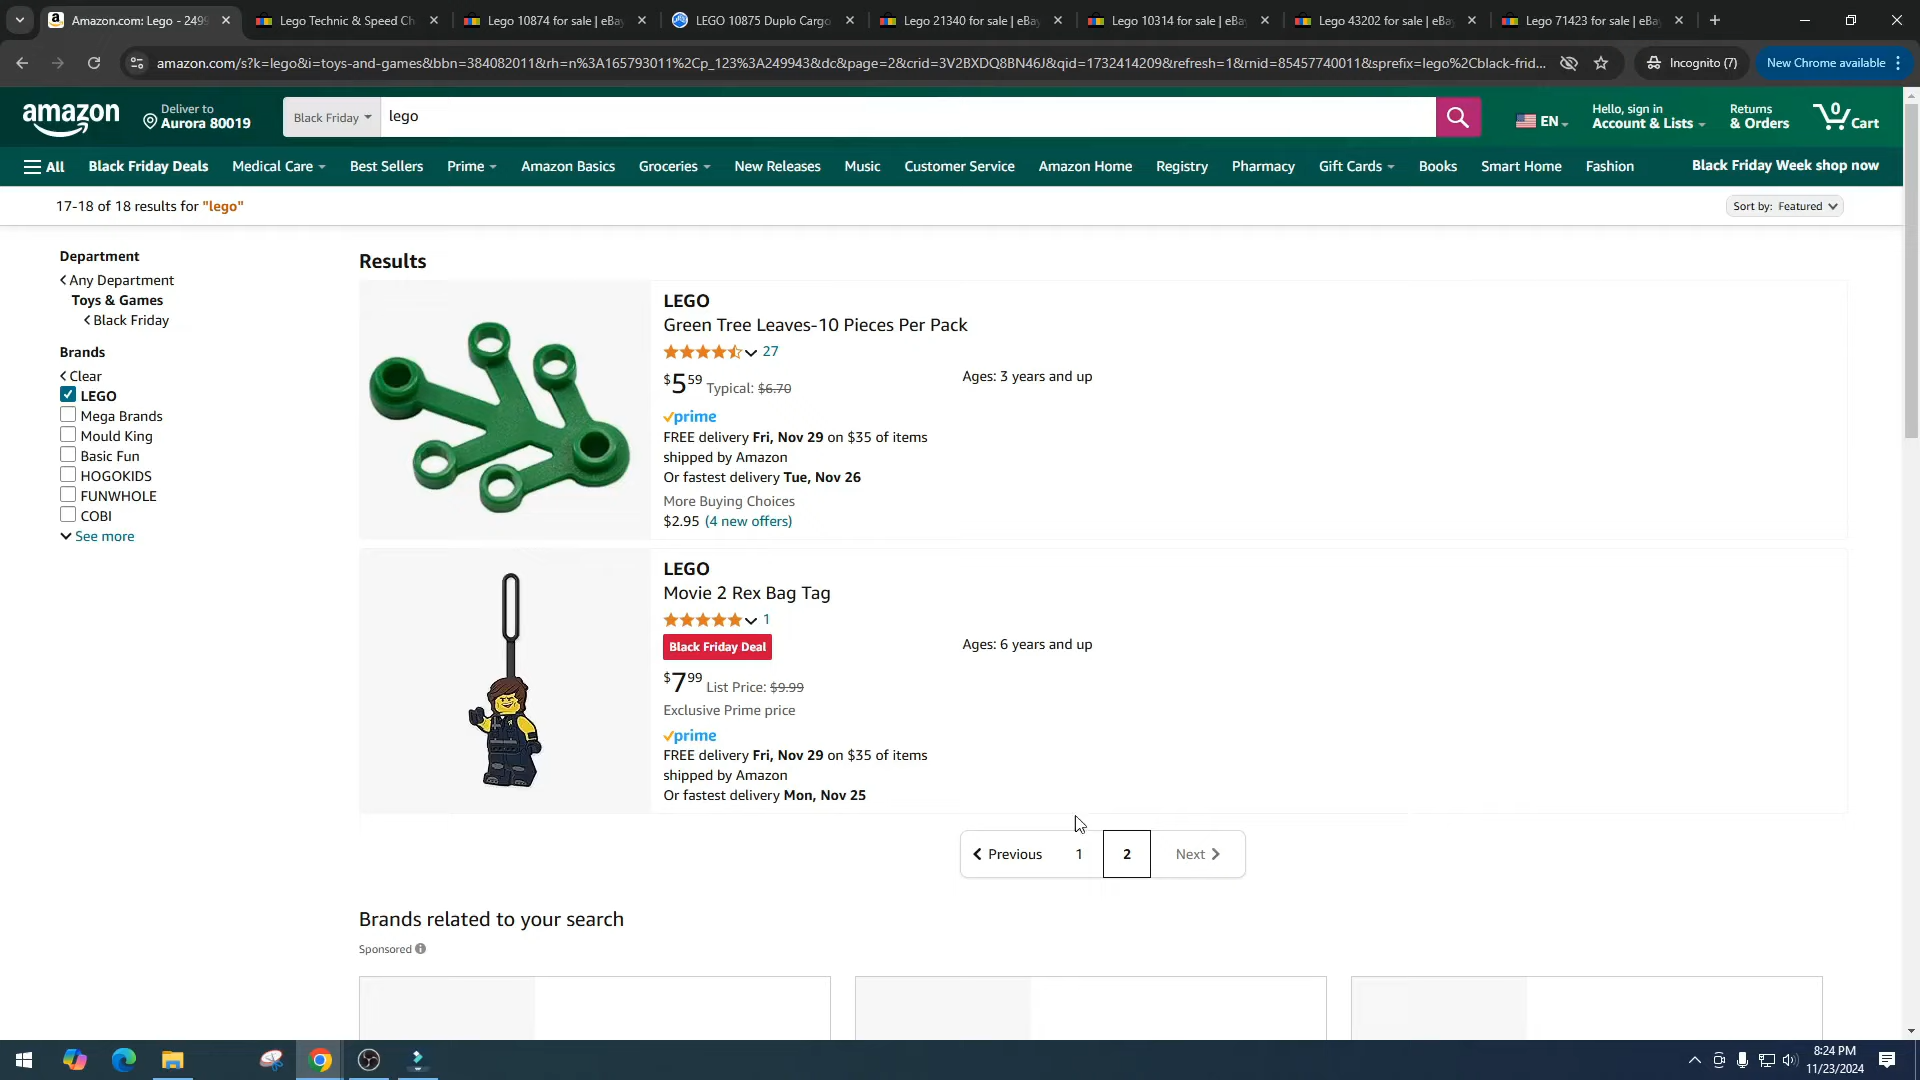 Amazon.com: Lego - 249
Lego Technic & Speed Ch
Lego 10874 for sale | eBay
LEGO 10875 Duplo Cargo
Lego 21340 for sale | eBay
Lego 10314 for sale | eBay
Lego 43202 for sale | eBay
Lego 71423 for sale | eBay
amazon.com/s?k=lego&i=toys-and-games&bbn=384082011&rh=n%3A165793011%2Cp_123%3A249943&dc&page=2&crid=3V2BXDQ8BN46J&qid=1732414209&refresh=1&rnid=85457740011&sprefix=lego%2Cblack-frid...
Incognito (7)
New Chrome available
amazon
Deliver to
Aurora 80019
Black Friday
lego
EN
Hello, sign in
Account & Lists
Returns
& Orders
0
Cart
All
Black Friday Deals
Medical Care
Best Sellers
Prime
Amazon Basics
Groceries
New Releases
Music
Customer Service
Amazon Home
Registry
Pharmacy
Gift Cards
Books
Smart Home
Fashion
Black Friday Week shop now
17-18 of 18 results for "lego"
Sort by: Featured
Department
Any Department
Toys & Games
Black Friday
Brands
Clear
LEGO
Mega Brands
Mould King
Basic Fun
HOGOKIDS
FUNWHOLE
COBI
See more
Results
LEGO
Green Tree Leaves-10 Pieces Per Pack
27
$5 59 Typical: $6.70
Ages: 3 years and up
prime
FREE delivery Fri, Nov 29 on $35 of items
shipped by Amazon
Or fastest delivery Tue, Nov 26
More Buying Choices
$2.95 (4 new offers)
LEGO
Movie 2 Rex Bag Tag
1
Black Friday Deal
Ages: 6 years and up
$7 99 List Price: $9.99
Exclusive Prime price
prime
FREE delivery Fri, Nov 29 on $35 of items
shipped by Amazon
Or fastest delivery Mon, Nov 25
Previous
1
2
Next
Brands related to your search
Sponsored
8:24 PM
11/23/2024